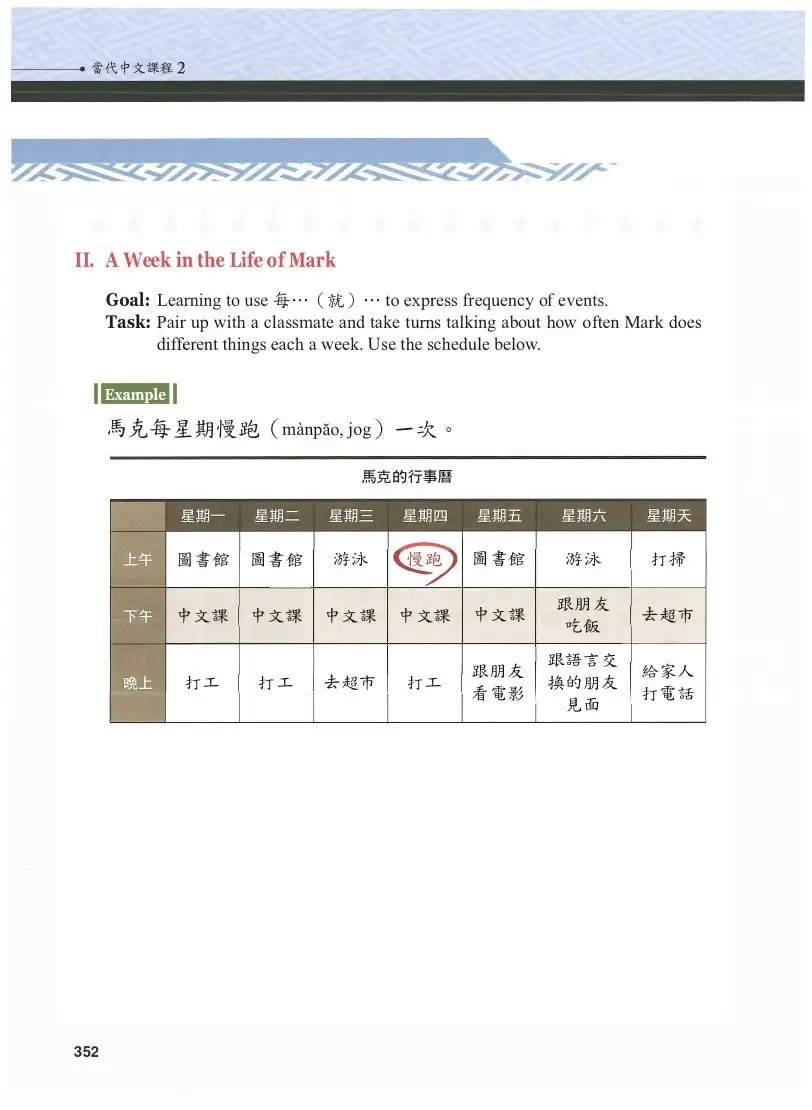 當代中文課程 2
II. A Week in the Life of Mark
Goal: Learning to use 每…（就）… to express frequency of events.
Task: Pair up with a classmate and take turns talking about how often Mark does
different things each a week. Use the schedule below.
Example
馬克每星期慢跑（mànpǎo, jog）一次。
馬克的行事曆
星期一 星期二 星期三 星期四 星期五 星期六 星期天
上午 圖書館 圖書館 游泳 慢跑 圖書館 游泳 打掃
下午 中文課 中文課 中文課 中文課 中文課 跟朋友
吃飯 去超市
晚上 打工 打工 去超市 打工 跟朋友
看電影 跟語言交
換的朋友
見面 給家人
打電話
352